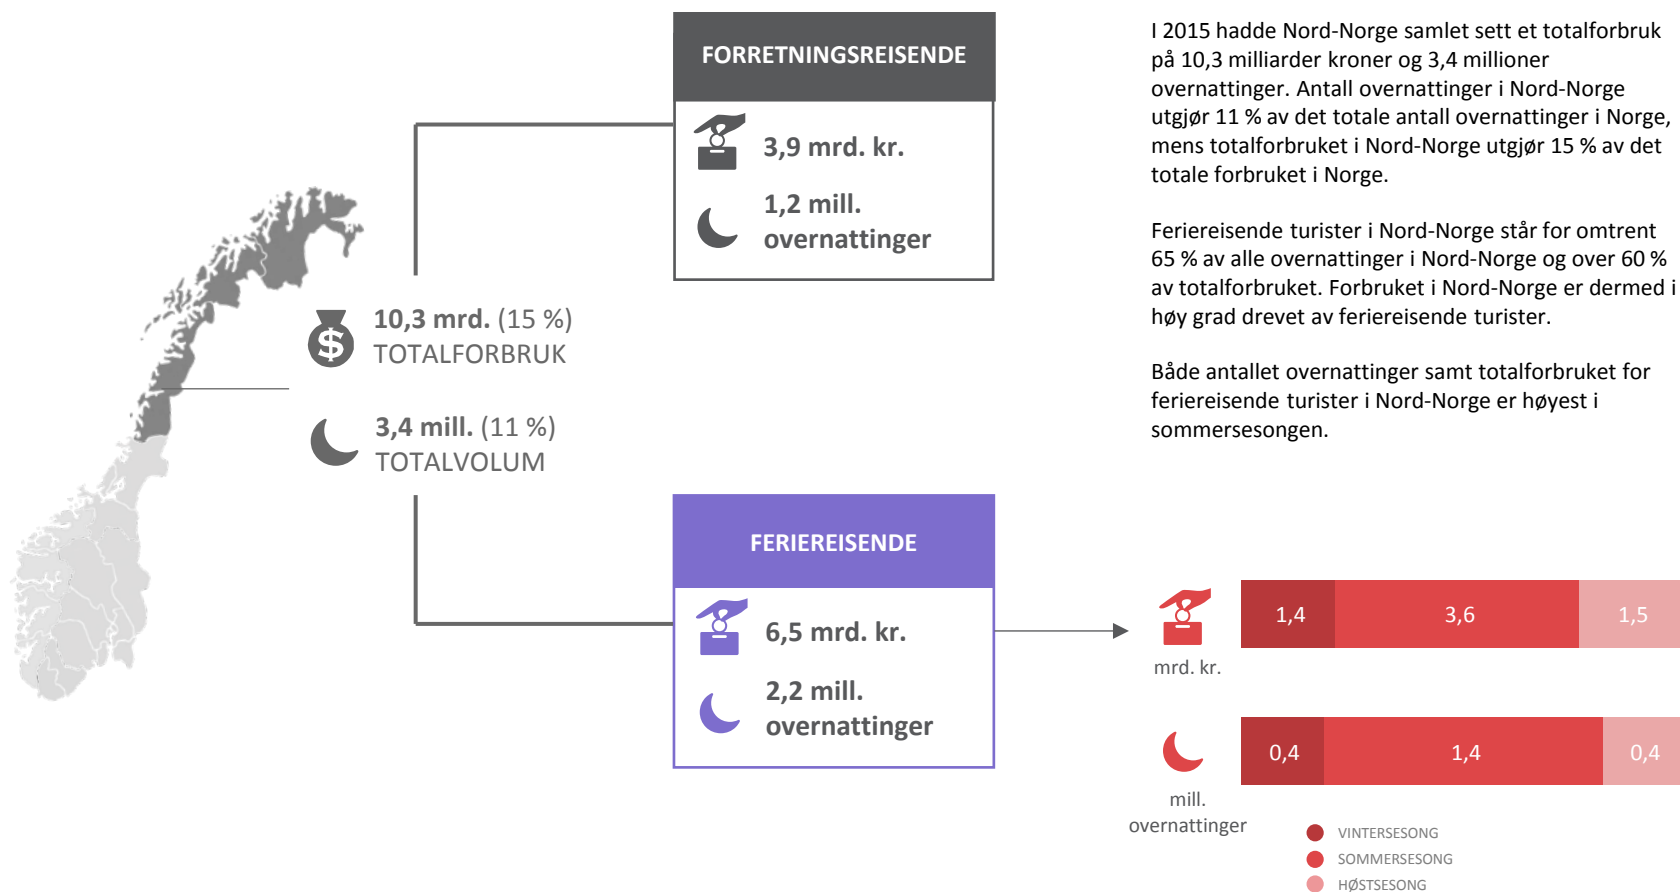 FORRETNINGSREISENDE
3,9 mrd. kr.
1,2 mill.
overnattinger
10,3 mrd. (15 %)
TOTALFORBRUK
3,4 mill. (11 %)
TOTALVOLUM
FERIEREISENDE
6,5 mrd. kr.
2,2 mill.
overnattinger
I 2015 hadde Nord-Norge samlet sett et totalforbruk
på 10,3 milliarder kroner og 3,4 millioner
overnattinger. Antall overnattinger i Nord-Norge
utgjør 11 % av det totale antall overnattinger i Norge,
mens totalforbruket i Nord-Norge utgjør 15 % av det
totale forbruket i Norge.
Feriereisende turister i Nord-Norge står for omtrent
65 % av alle overnattinger i Nord-Norge og over 60 %
av totalforbruket. Forbruket i Nord-Norge er dermed i
høy grad drevet av feriereisende turister.
Både antallet overnattinger samt totalforbruket for
feriereisende turister i Nord-Norge er høyest i
sommersesongen.
1,4 3,6 1,5
mrd. kr.
0,4 1,4 0,4
mill.
overnattinger
VINTERSESONG
SOMMERSESONG
HØSTSESONG